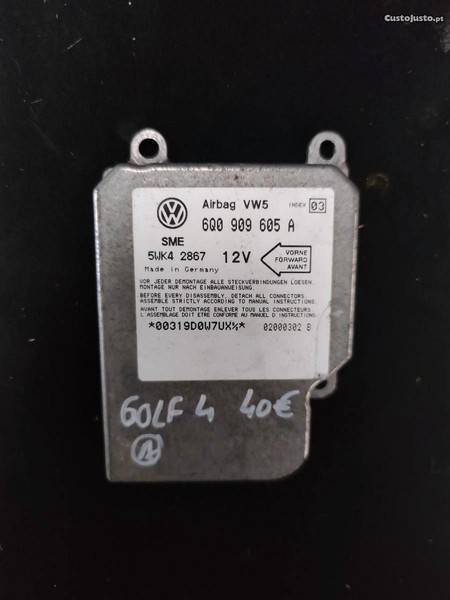 CustoJusto.pt
VW
Airbag VW5
INDEX 03
6Q0 909 605 A
SME
5WK4 2867 12V
Made in Germany
VORNE
FORWARD
AVANT
VOR JEDER DEMONTAGE ALLE STECKVERBINDUNGEN LOESEN.
MONTAGE NUR NACH EINBAUANWEISUNG.
BEFORE EVERY DISASSEMBLY, DETACH ALL CONNECTORS.
ASSEMBLE STRICTLY ACCORDING TO MANUAL INSTRUCTIONS.
AVANT TOUT DEMONTAGE ENLEVER TOUS LES CONNECTEURS
L'ASSEMBLAGE DOIT ETRE CONFORME AU MANUEL D'INSTRUCTIONS.
*00319D0W7UX%*
02000302 B
GOLF 4 40€